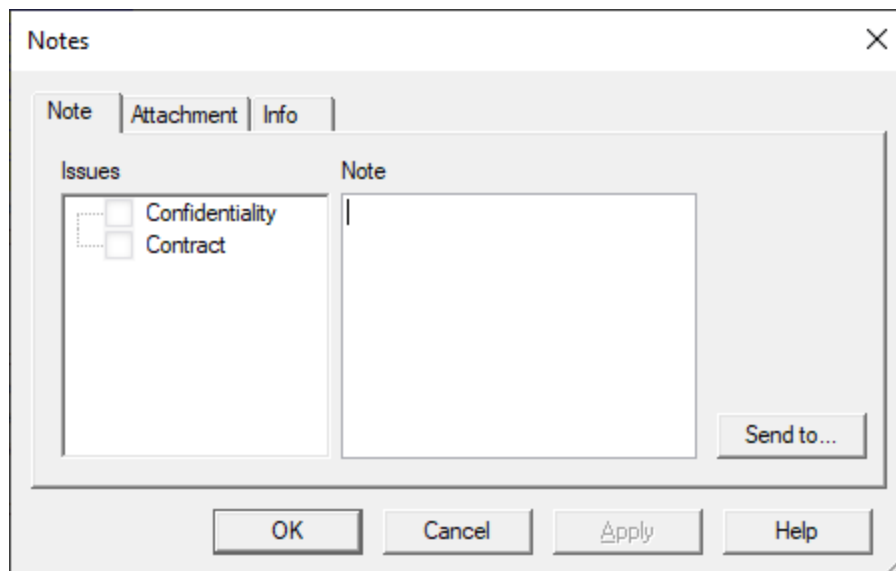 Notes
Note Attachment Info
Issues Note
Confidentiality
Contract
Send to...
OK Cancel Apply Help